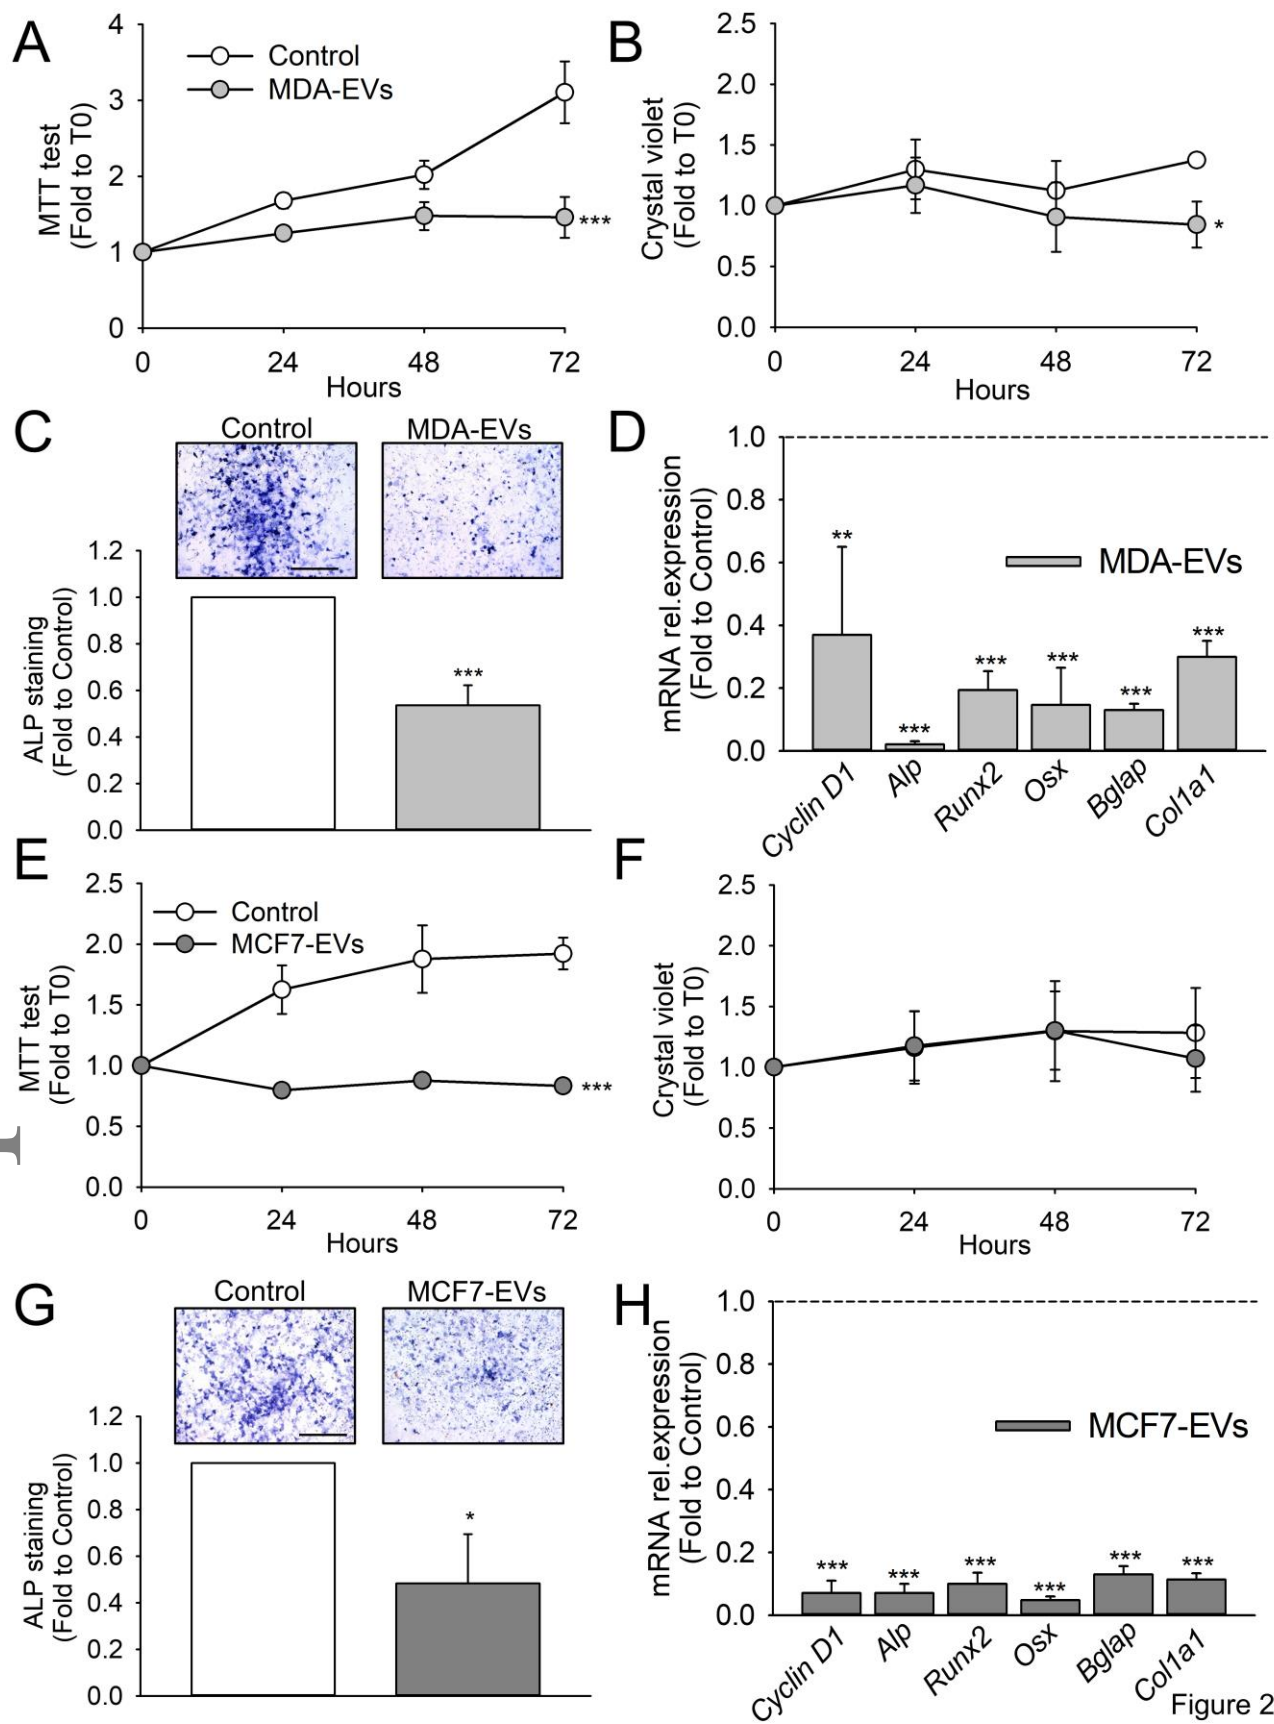 A
4
3
2
1
0
MTT test
(Fold to T0)
Control
MDA-EVs
***
0 24 48 72
Hours
B
2.5
2.0
1.5
1.0
0.5
0.0
Crystal violet
(Fold to T0)
*
0 24 48 72
Hours
C
Control MDA-EVs
1.2
1.0
0.8
0.6
0.4
0.2
0.0
ALP staining
(Fold to Control)
***
D
1.0
0.8
0.6
0.4
0.2
0.0
mRNA rel.expression
(Fold to Control)
MDA-EVs
** *** *** *** *** ***
Cyclin D1 Alp Runx2 Osx Bglap Col1a1
E
2.5
2.0
1.5
1.0
0.5
0.0
MTT test
(Fold to T0)
Control
MCF7-EVs
***
0 24 48 72
Hours
F
2.5
2.0
1.5
1.0
0.5
0.0
Crystal violet
(Fold to T0)
0 24 48 72
Hours
G
Control MCF7-EVs
1.2
1.0
0.8
0.6
0.4
0.2
0.0
ALP staining
(Fold to Control)
*
H
1.0
0.8
0.6
0.4
0.2
0.0
mRNA rel.expression
(Fold to Control)
MCF7-EVs
*** *** *** *** *** ***
Cyclin D1 Alp Runx2 Osx Bglap Col1a1
Figure 2